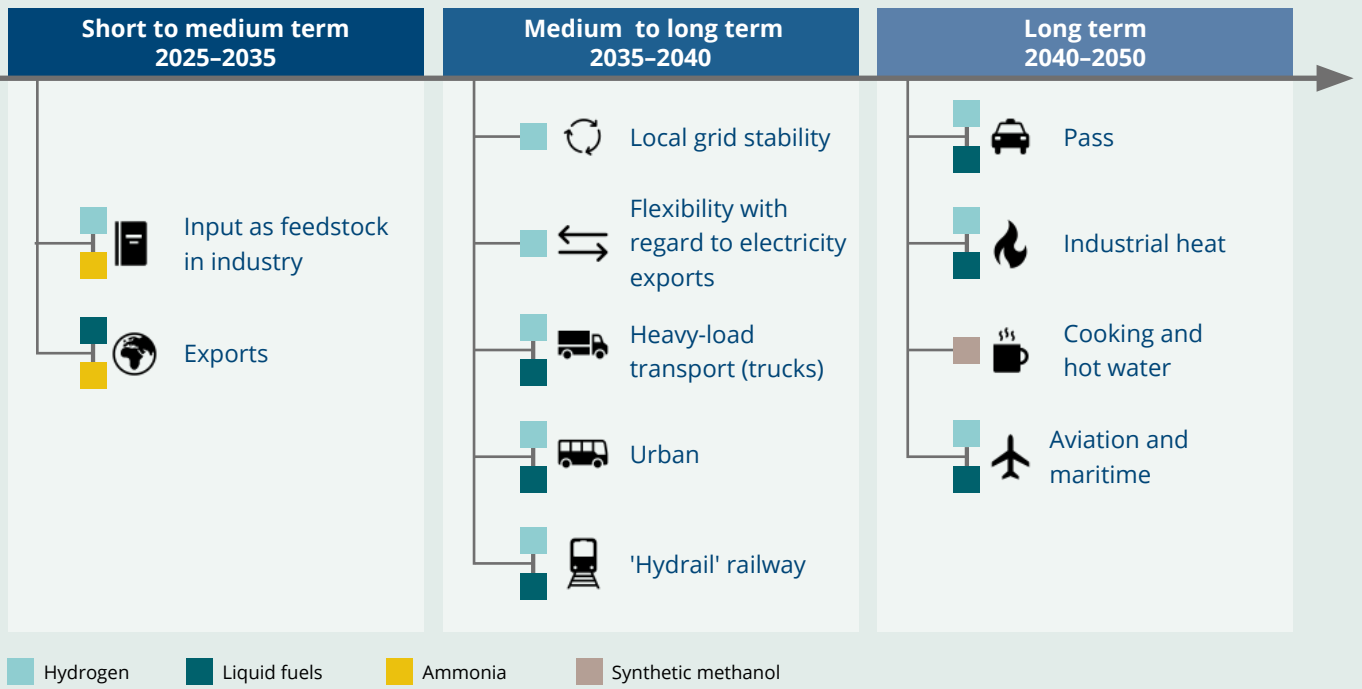 Short to medium term
2025–2035
Medium to long term
2035–2040
Long term
2040–2050
Input as feedstock
in industry
Exports
Local grid stability
Flexibility with
regard to electricity
exports
Heavy-load
transport (trucks)
Urban
'Hydrail' railway
Pass
Industrial heat
Cooking and
hot water
Aviation and
maritime
Hydrogen
Liquid fuels
Ammonia
Synthetic methanol